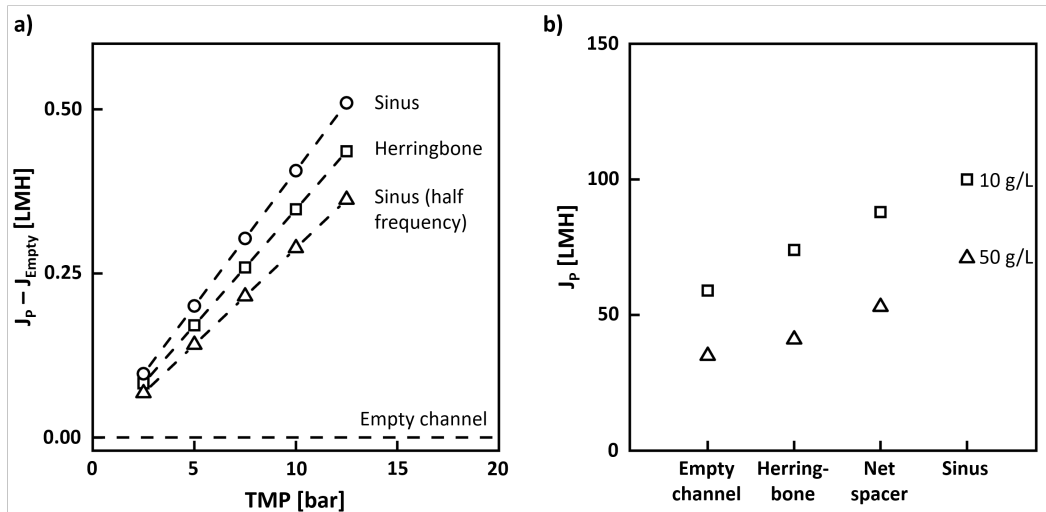 a)
J_P – J_Empty [LMH]
0.50
0.25
0.00
Sinus
Herringbone
Sinus (half
frequency)
Empty channel
0
5
10
15
20
TMP [bar]
b)
J_P [LMH]
150
100
50
0
10 g/L
50 g/L
Empty
channel
Herring-
bone
Net
spacer
Sinus